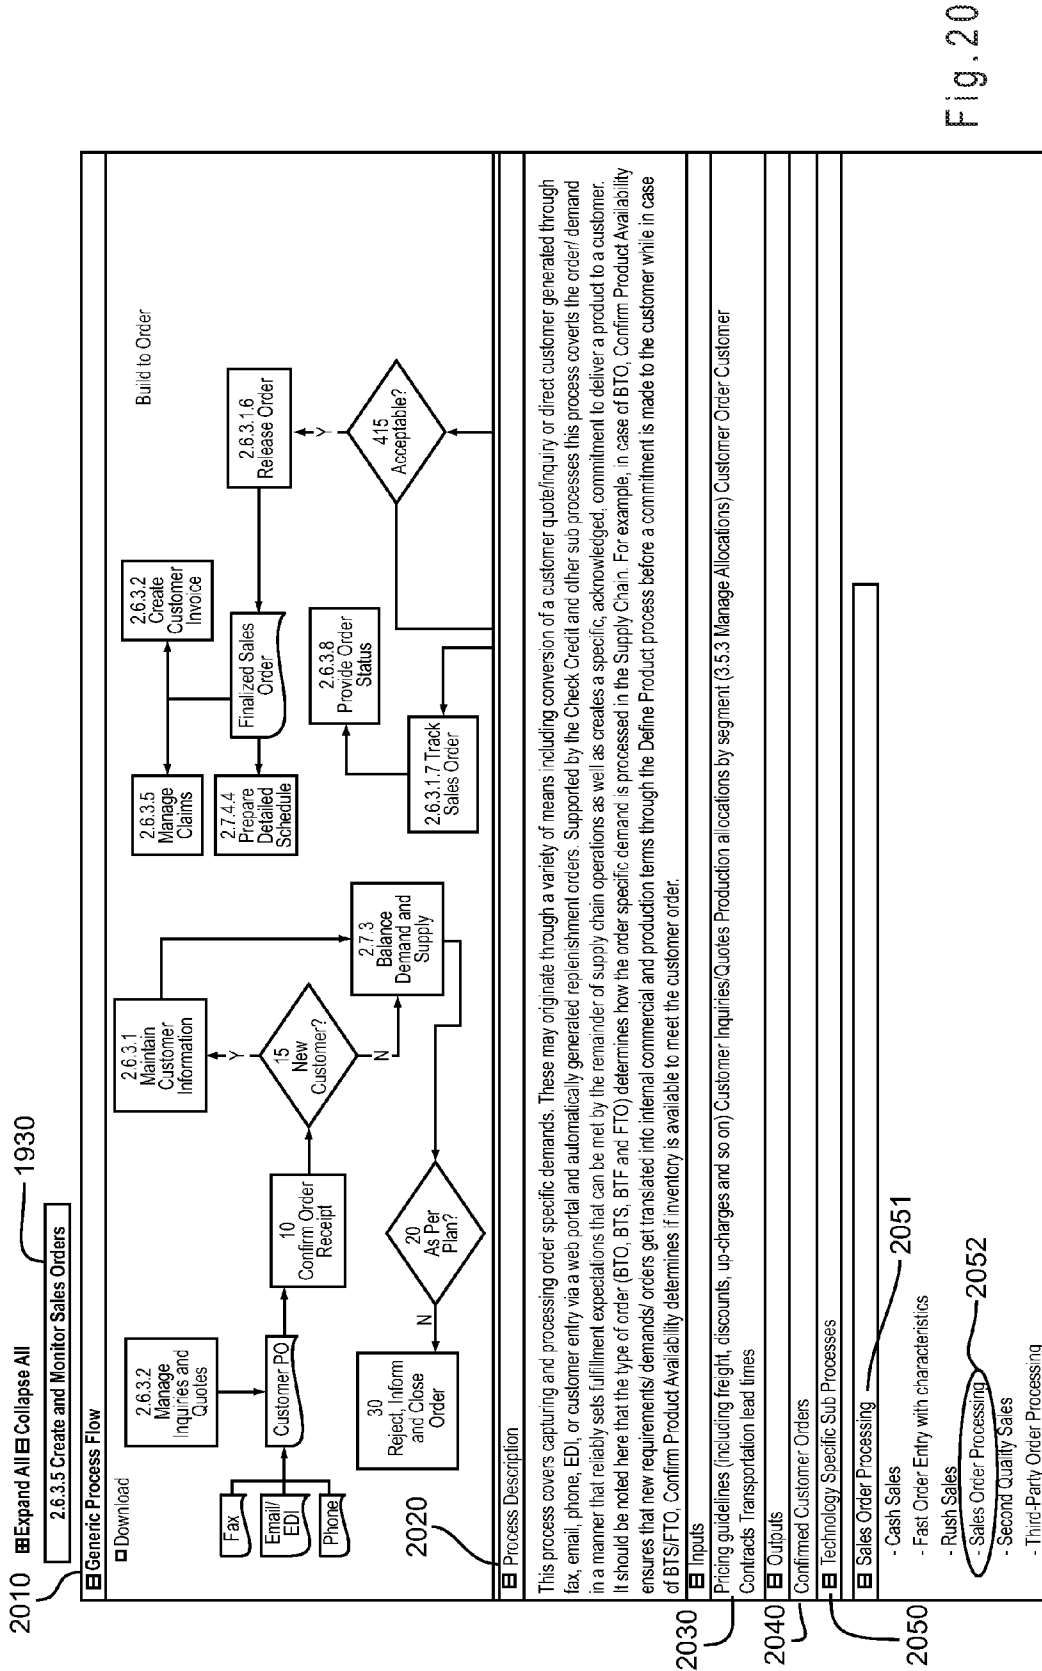 ⊞Expand All ⊟ Collapse All
1930
2.6.3.5 Create and Monitor Sales Orders
2010
Generic Process Flow
Download
Fax
Email/
EDI
Phone
2.6.3.2
Manage
Inquiries and
Quotes
Customer PO
10
Confirm Order
Receipt
15
New
Customer?
Y
N
2.6.3.1
Maintain
Customer
Information
2.7.3
Balance
Demand and
Supply
20
As Per
Plan?
N
30
Reject, Inform
and Close
Order
2.6.3.5
Manage
Claims
2.7.4.4
Prepare
Detailed
Schedule
2.6.3.2
Create
Customer
Invoice
Finalized Sales
Order
2.6.3.1.6
Release Order
Build to Order
2.6.3.8
Provide Order
Status
2.6.3.1.7 Track
Sales Order
Y
415
Acceptable?
2020
Process Description
This process covers capturing and processing order specific demands. These may originate through a variety of means including conversion of a customer quote/inquiry or direct customer generated through
fax, email, phone, EDI, or customer entry via a web portal and automatically generated replenishment orders. Supported by the Check Credit and other sub processes this process coverts the order/ demand
in a manner that reliably sets fulfillment expectations that can be met by the remainder of supply chain operations as well as creates a specific, acknowledged, commitment to deliver a product to a customer.
It should be noted here that the type of order (BTO, BTS, BTF and FTO) determines how the order specific demand is processed in the Supply Chain. For example, in case of BTO, Confirm Product Availability
ensures that new requirements/ demands/ orders get translated into internal commercial and production terms through the Define Product process before a commitment is made to the customer while in case
of BTS/FTO, Confirm Product Availability determines if inventory is available to meet the customer order.
Inputs
2030
Pricing guidelines (including freight, discounts, up-charges and so on) Customer Inquiries/Quotes Production allocations by segment (3.5.3 Manage Allocations) Customer Order Customer
Contracts Transportation lead times
Outputs
2040
Confirmed Customer Orders
Technology Specific Sub Processes
2050
Sales Order Processing
2051
- Cash Sales
- Fast Order Entry with characteristics
- Rush Sales
- Sales Order Processing
2052
- Second Quality Sales
- Third-Party Order Processing
Fig.20